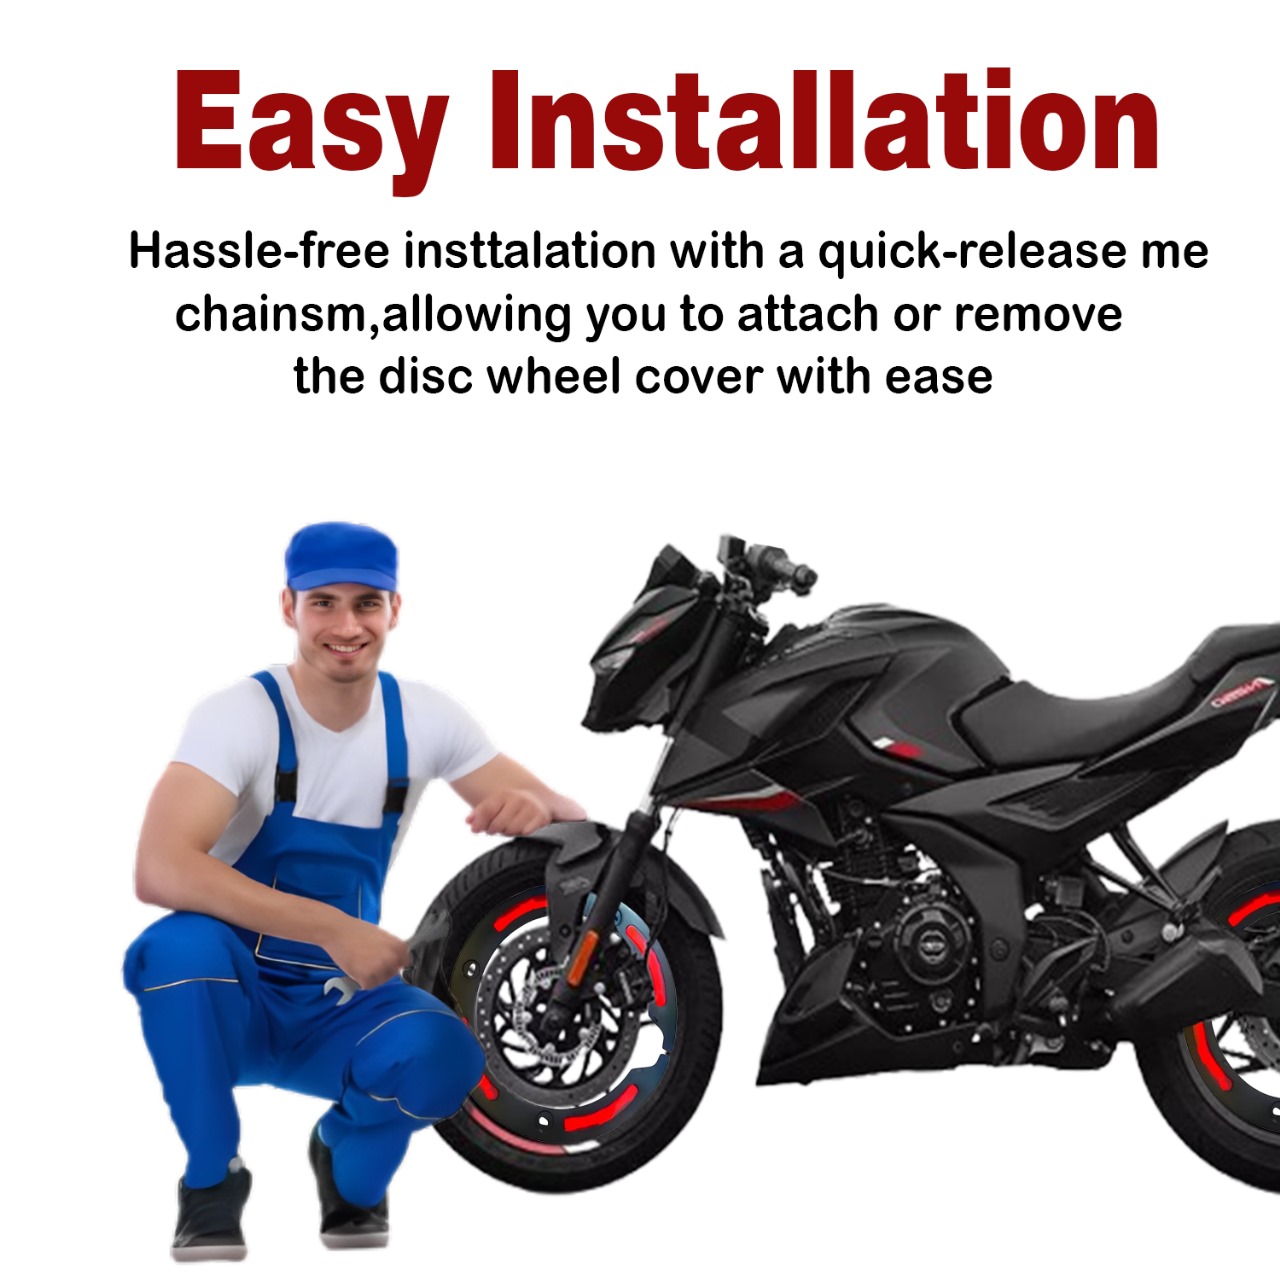 Easy Installation
Hassle-free insttalation with a quick-release me
chainsm,allowing you to attach or remove
the disc wheel cover with ease